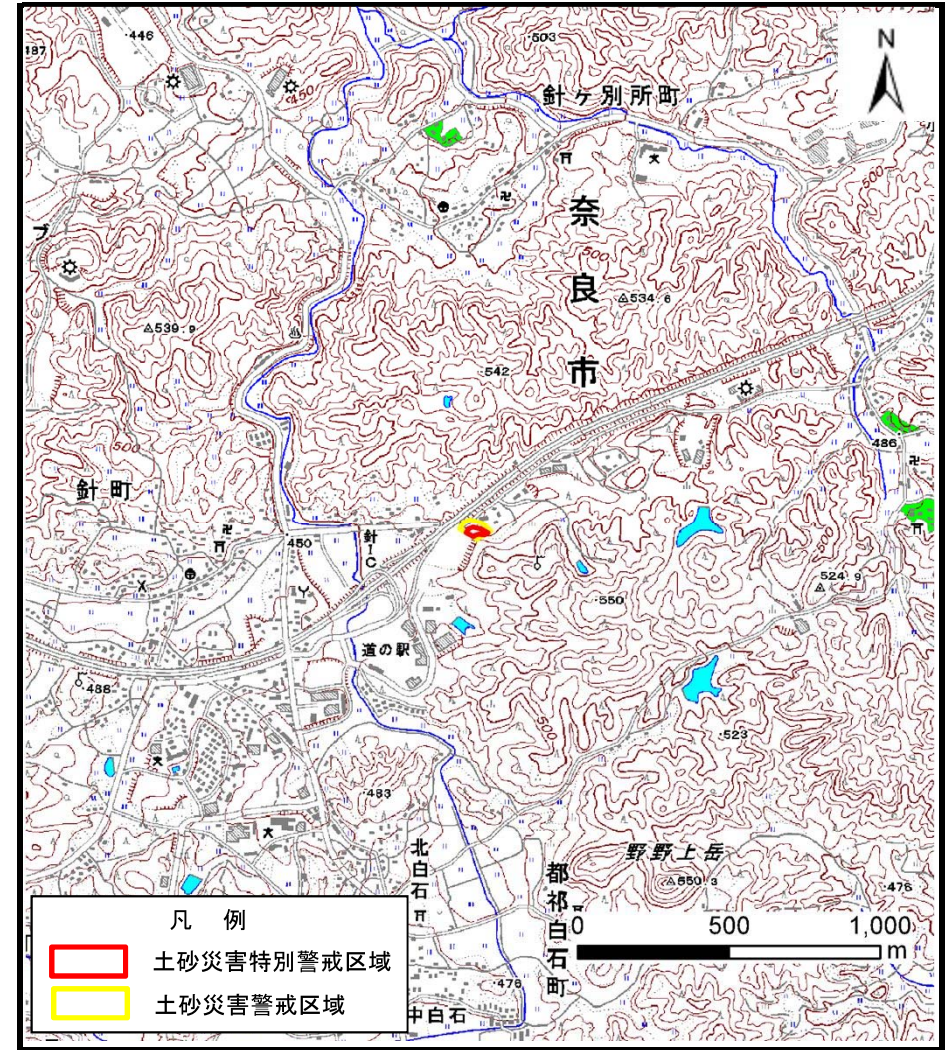 487
·446
·503
450
N
針ヶ別所町
500
奈良市
500
△534.6
ブ
△539.9
·542
500
486
針町
450
針IC
524.9
△
·550
道の駅
·488
500
·523
·483
北白石
野野上岳
△550.3
·476
都祁白石町
0 500 1,000
m
·476
中白石
凡 例
土砂災害特別警戒区域
土砂災害警戒区域